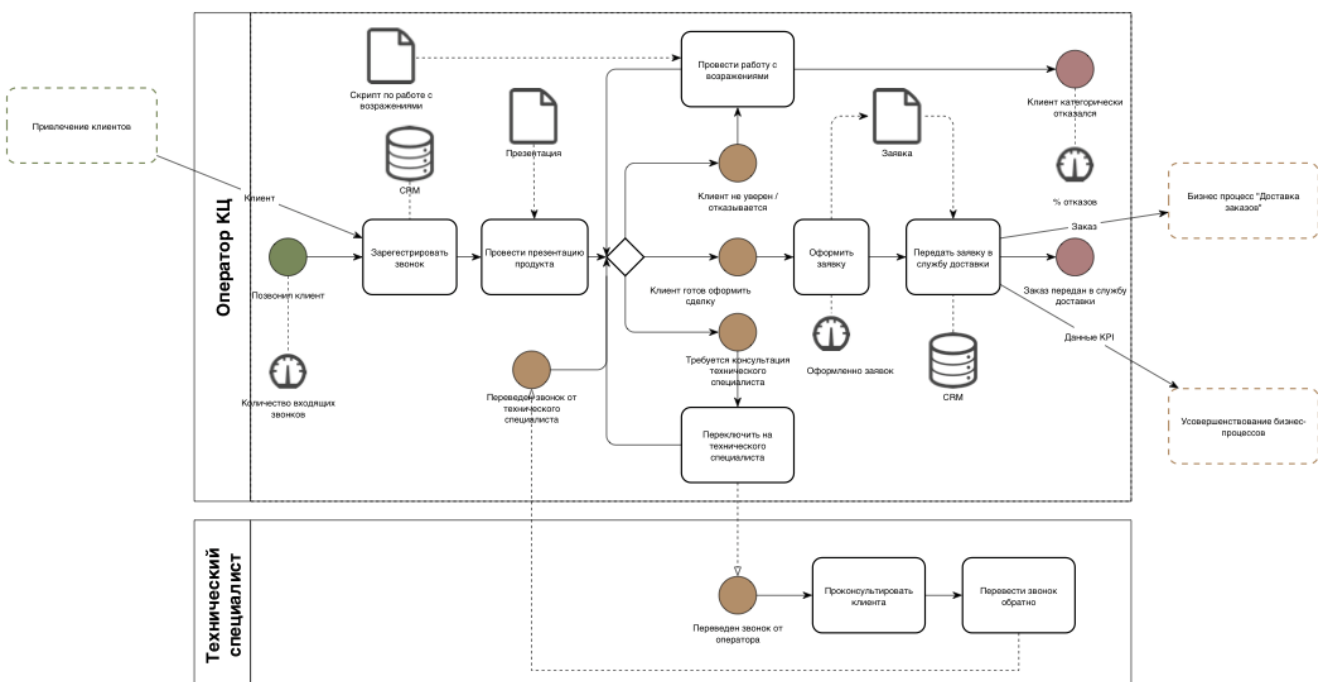 Оператор КЦ
Привлечение клиентов
Клиент
Позвонил клиент
Количество входящих
звонков
Скрипт по работе с
возражениями
CRM
Зарегестрировать
звонок
Презентация
Провести презентацию
продукта
Переведен звонок от
технического
специалиста
Провести работу с
возражениями
Клиент не уверен /
отказывается
Клиент готов оформить
сделку
Требуется консультация
технического
специалиста
Переключить на
технического
специалиста
Заявка
Оформить
заявку
Оформленно заявок
Передать заявку в
службу доставки
CRM
Клиент категорически
отказался
% отказов
Заказ
Заказ передан в службу
доставки
Данные KPI
Бизнес процесс "Доставка
заказов"
Усовершенствование бизнес-
процессов
Технический
специалист
Переведен звонок от
оператора
Проконсультировать
клиента
Перевести звонок
обратно